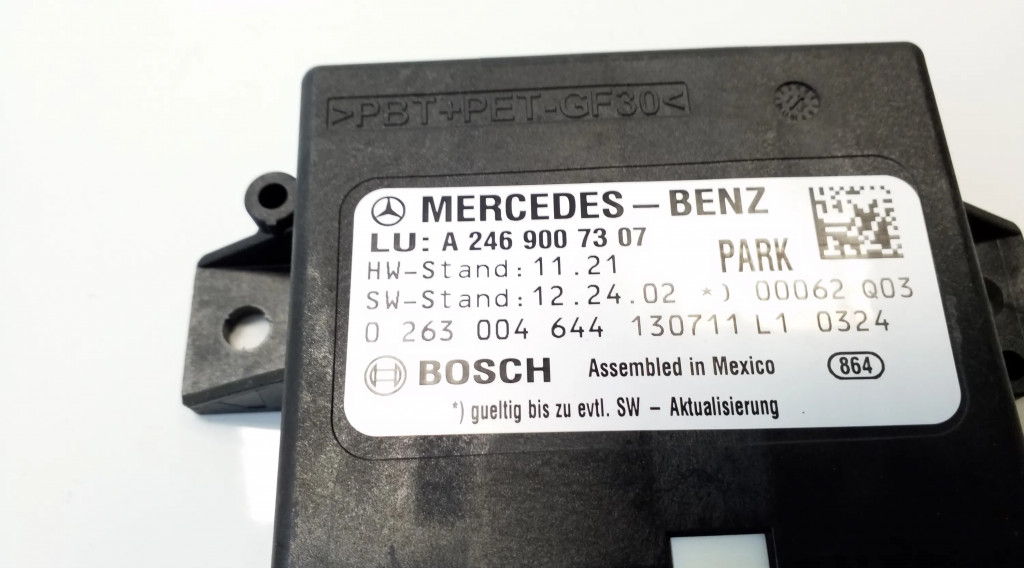 >PBT+PET-GF30<
MERCEDES-BENZ
LU: A 246 900 73 07
PARK
HW-Stand: 11.21
SW-Stand: 12.24.02 *) 00062 Q03
0 263 004 644 130711 L1 0324
BOSCH Assembled in Mexico 864
*) gueltig bis zu evtl. SW - Aktualisierung